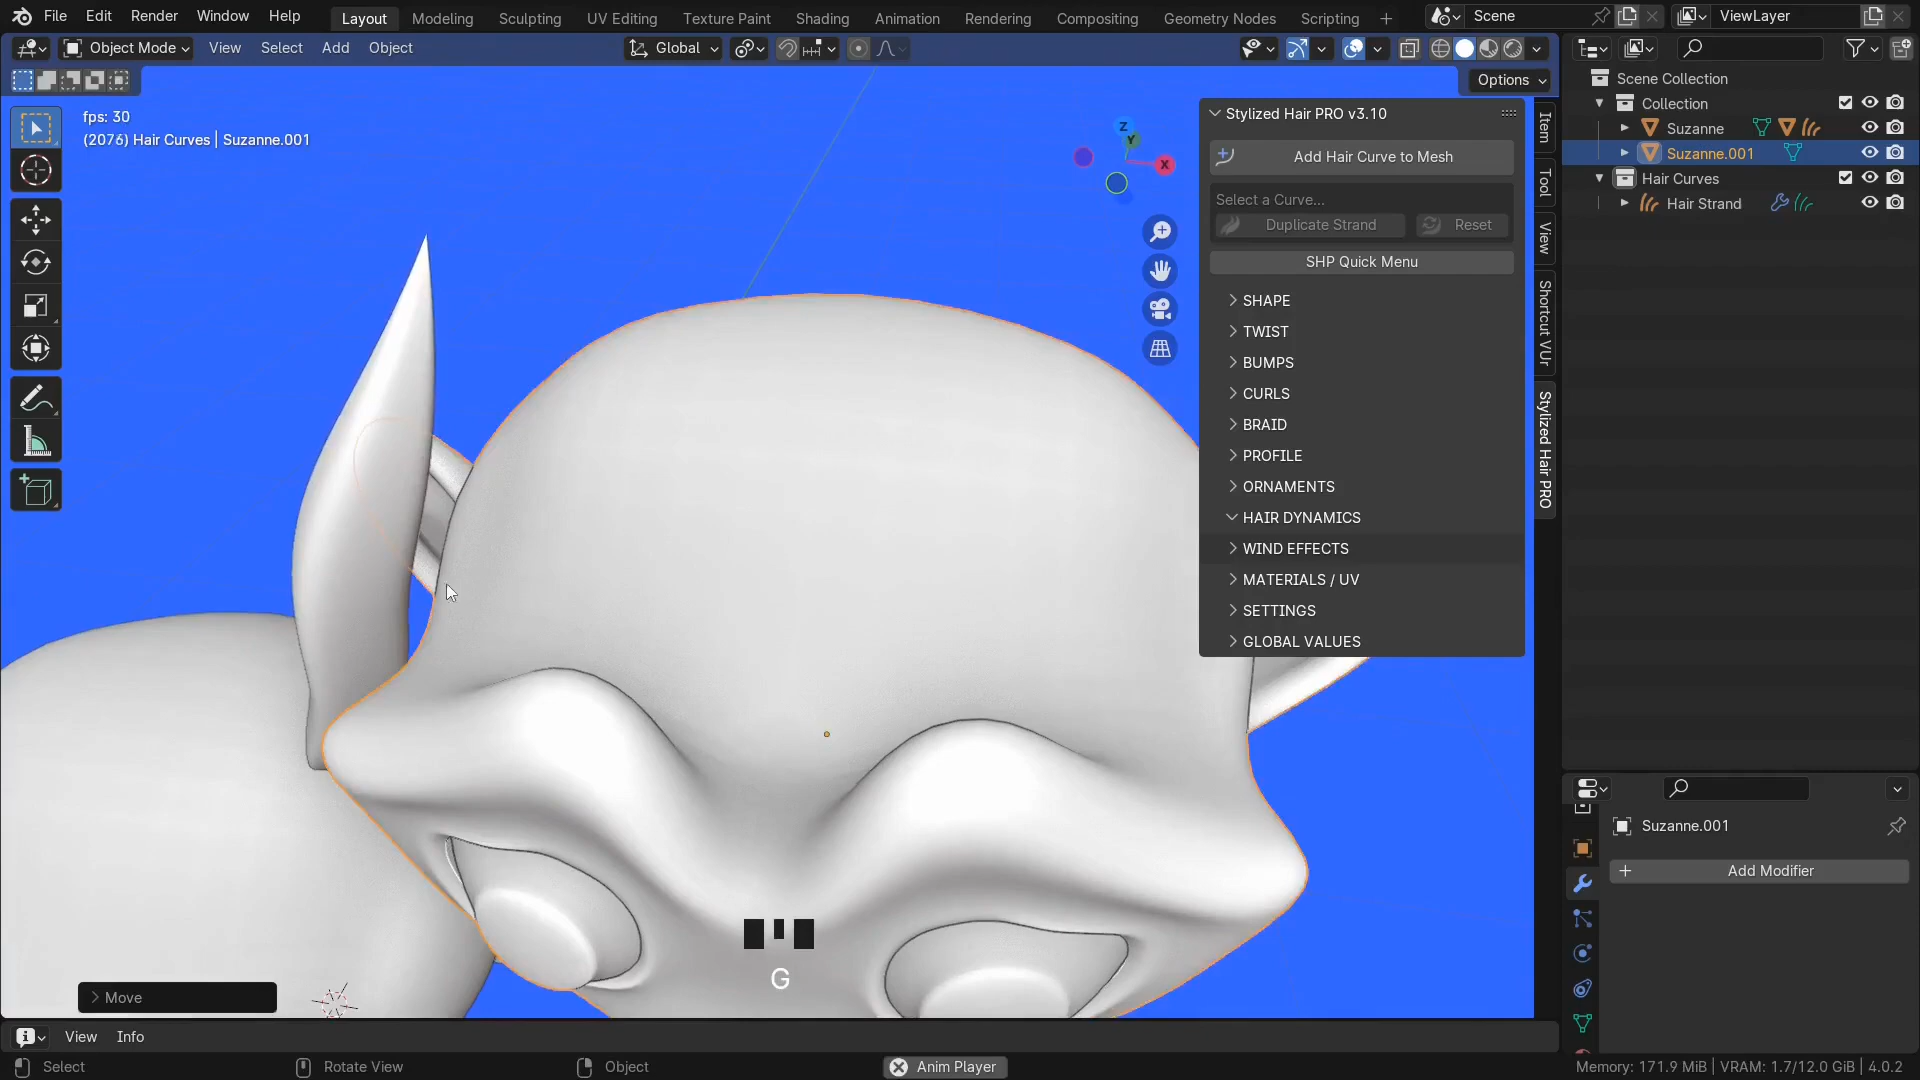 File Edit Render Window Help Layout Modeling Sculpting UV Editing Texture Paint Shading Animation Rendering Compositing Geometry Nodes Scripting + Scene ViewLayer
Object Mode View Select Add Object Global
Options
fps: 30
(2076) Hair Curves | Suzanne.001
Z
Y
X
Stylized Hair PRO v3.10
Add Hair Curve to Mesh
Select a Curve...
Duplicate Strand Reset
SHP Quick Menu
SHAPE
TWIST
BUMPS
CURLS
BRAID
PROFILE
ORNAMENTS
HAIR DYNAMICS
WIND EFFECTS
MATERIALS / UV
SETTINGS
GLOBAL VALUES
Item
Tool
View
Shortcut VUr
Stylized Hair PRO
Scene Collection
Collection
Suzanne
Suzanne.001
Hair Curves
Hair Strand
Suzanne.001
Add Modifier
G
Move
View Info
Select Rotate View Object Anim Player Memory: 171.9 MiB | VRAM: 1.7/12.0 GiB | 4.0.2